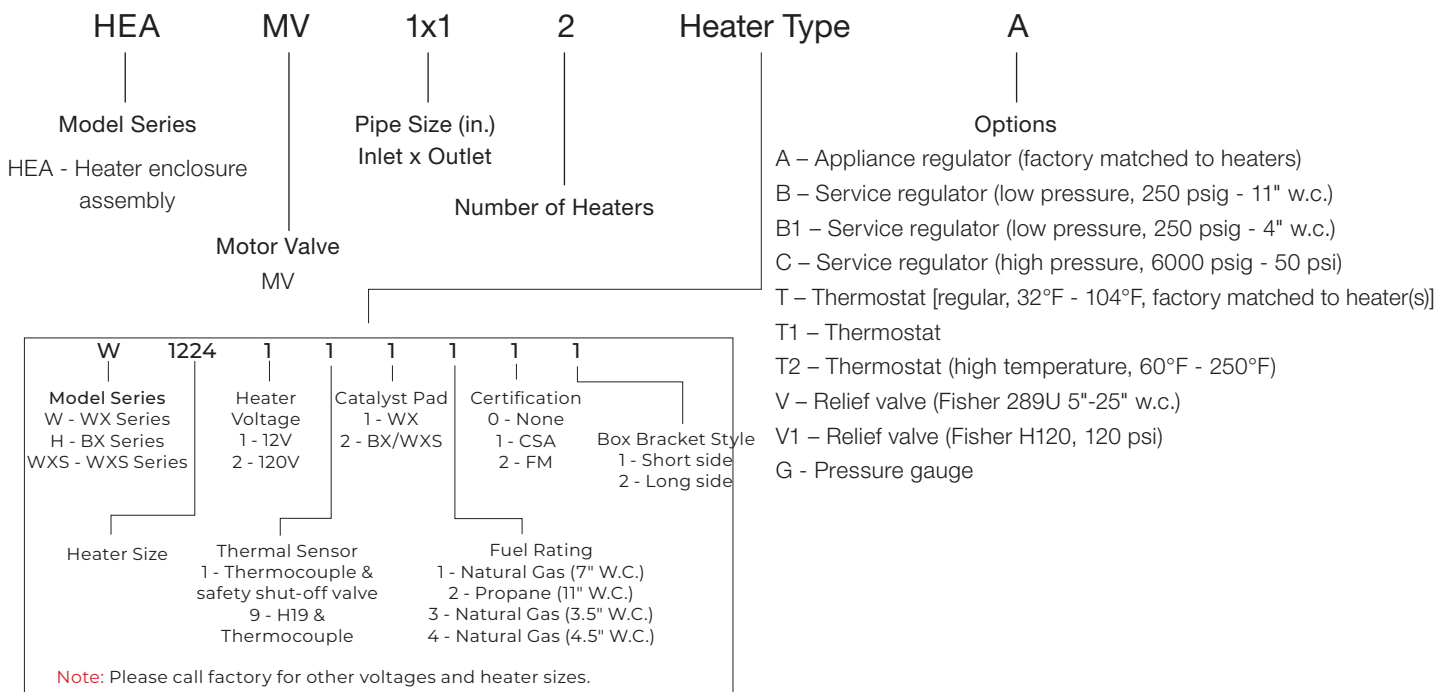 HEA MV 1x1 2 Heater Type A
Model Series
HEA - Heater enclosure
assembly
Motor Valve
MV
Pipe Size (in.)
Inlet x Outlet
Number of Heaters
Options
A – Appliance regulator (factory matched to heaters)
B – Service regulator (low pressure, 250 psig - 11" w.c.)
B1 – Service regulator (low pressure, 250 psig - 4" w.c.)
C – Service regulator (high pressure, 6000 psig - 50 psi)
T – Thermostat [regular, 32°F - 104°F, factory matched to heater(s)]
T1 – Thermostat
T2 – Thermostat (high temperature, 60°F - 250°F)
V – Relief valve (Fisher 289U 5"-25" w.c.)
V1 – Relief valve (Fisher H120, 120 psi)
G - Pressure gauge
W 1224 1 1 1 1 1 1
Model Series
W - WX Series
H - BX Series
WXS - WXS Series
Heater Size
Heater
Voltage
1 - 12V
2 - 120V
Thermal Sensor
1 - Thermocouple &
safety shut-off valve
9 - H19 &
Thermocouple
Catalyst Pad
1 - WX
2 - BX/WXS
Fuel Rating
1 - Natural Gas (7" W.C.)
2 - Propane (11" W.C.)
3 - Natural Gas (3.5" W.C.)
4 - Natural Gas (4.5" W.C.)
Certification
0 - None
1 - CSA
2 - FM
Box Bracket Style
1 - Short side
2 - Long side
Note: Please call factory for other voltages and heater sizes.